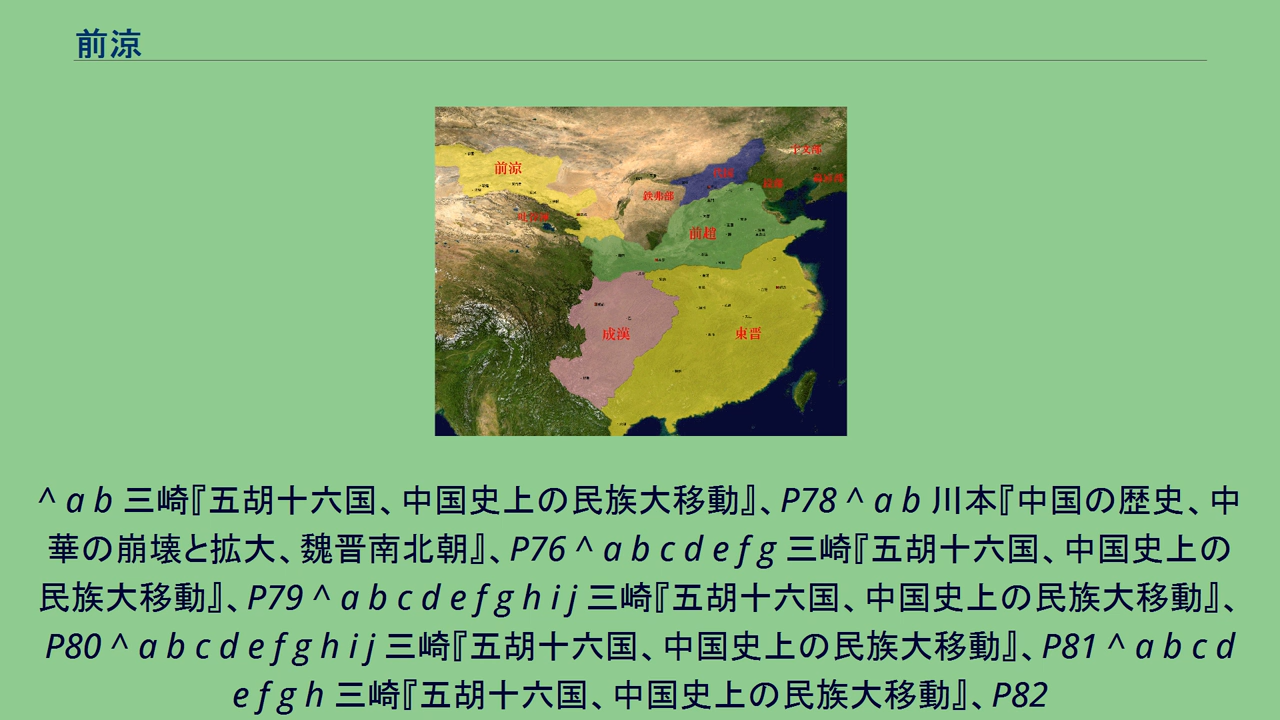 前涼
前涼
鉄弗部
前趙
成漢
東晋
^ a b 三崎『五胡十六国、中国史上の民族大移動』、P78 ^ a b 川本『中国の歴史、中
華の崩壊と拡大、魏晋南北朝』、P76 ^ a b c d e f g 三崎『五胡十六国、中国史上の
民族大移動』、P79 ^ a b c d e f g h i j 三崎『五胡十六国、中国史上の民族大移動』、
P80 ^ a b c d e f g h i j 三崎『五胡十六国、中国史上の民族大移動』、P81 ^ a b c d
e f g h 三崎『五胡十六国、中国史上の民族大移動』、P82